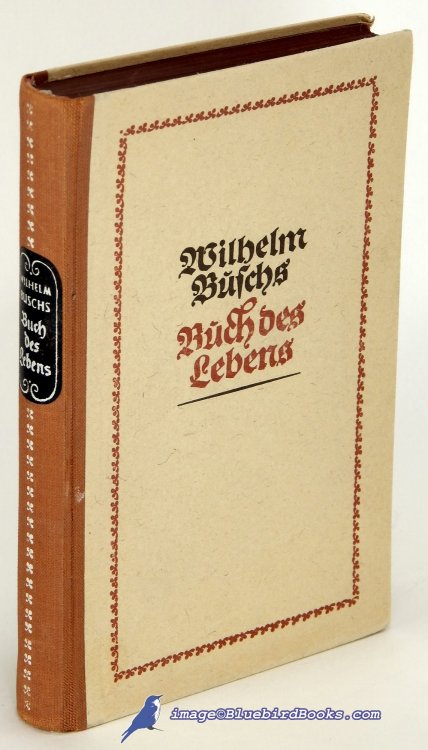 Wilhelm
Buſchs
Buch des
Lebens
WILHELM
BUSCHS
Buch
des
Lebens
image©BluebirdBooks.com